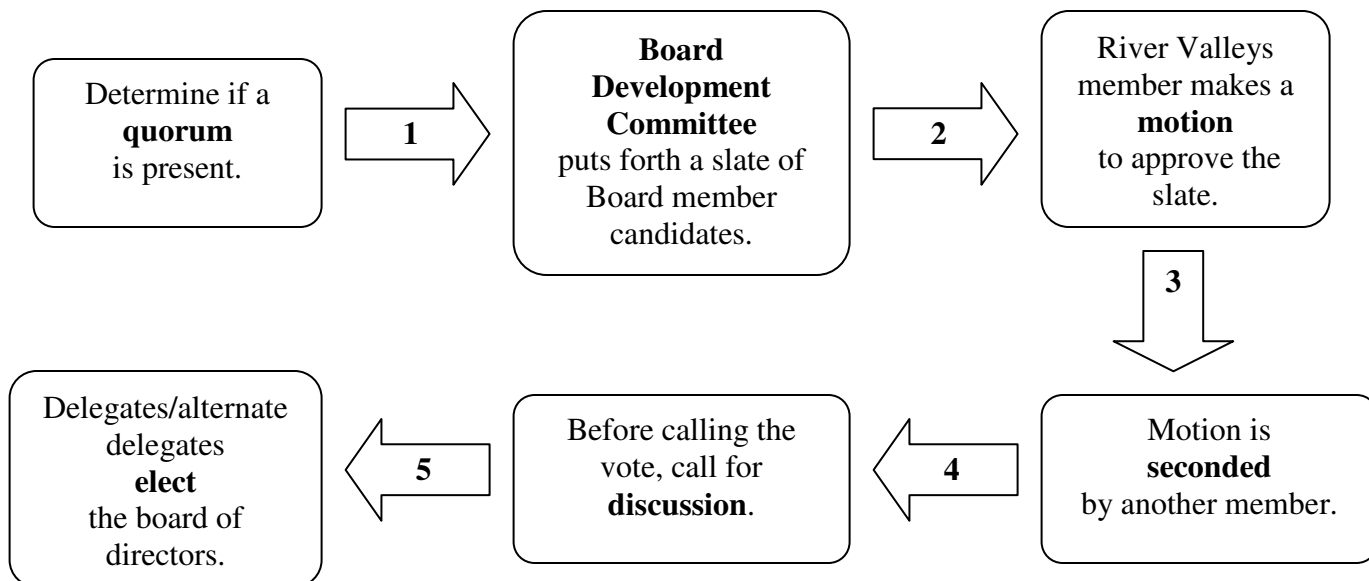 Determine if a
quorum
is present.
1
Board
Development
Committee
puts forth a slate of
Board member
candidates.
2
River Valleys
member makes a
motion
to approve the
slate.
3
Motion is
seconded
by another member.
4
Before calling the
vote, call for
discussion.
5
Delegates/alternate
delegates
elect
the board of
directors.